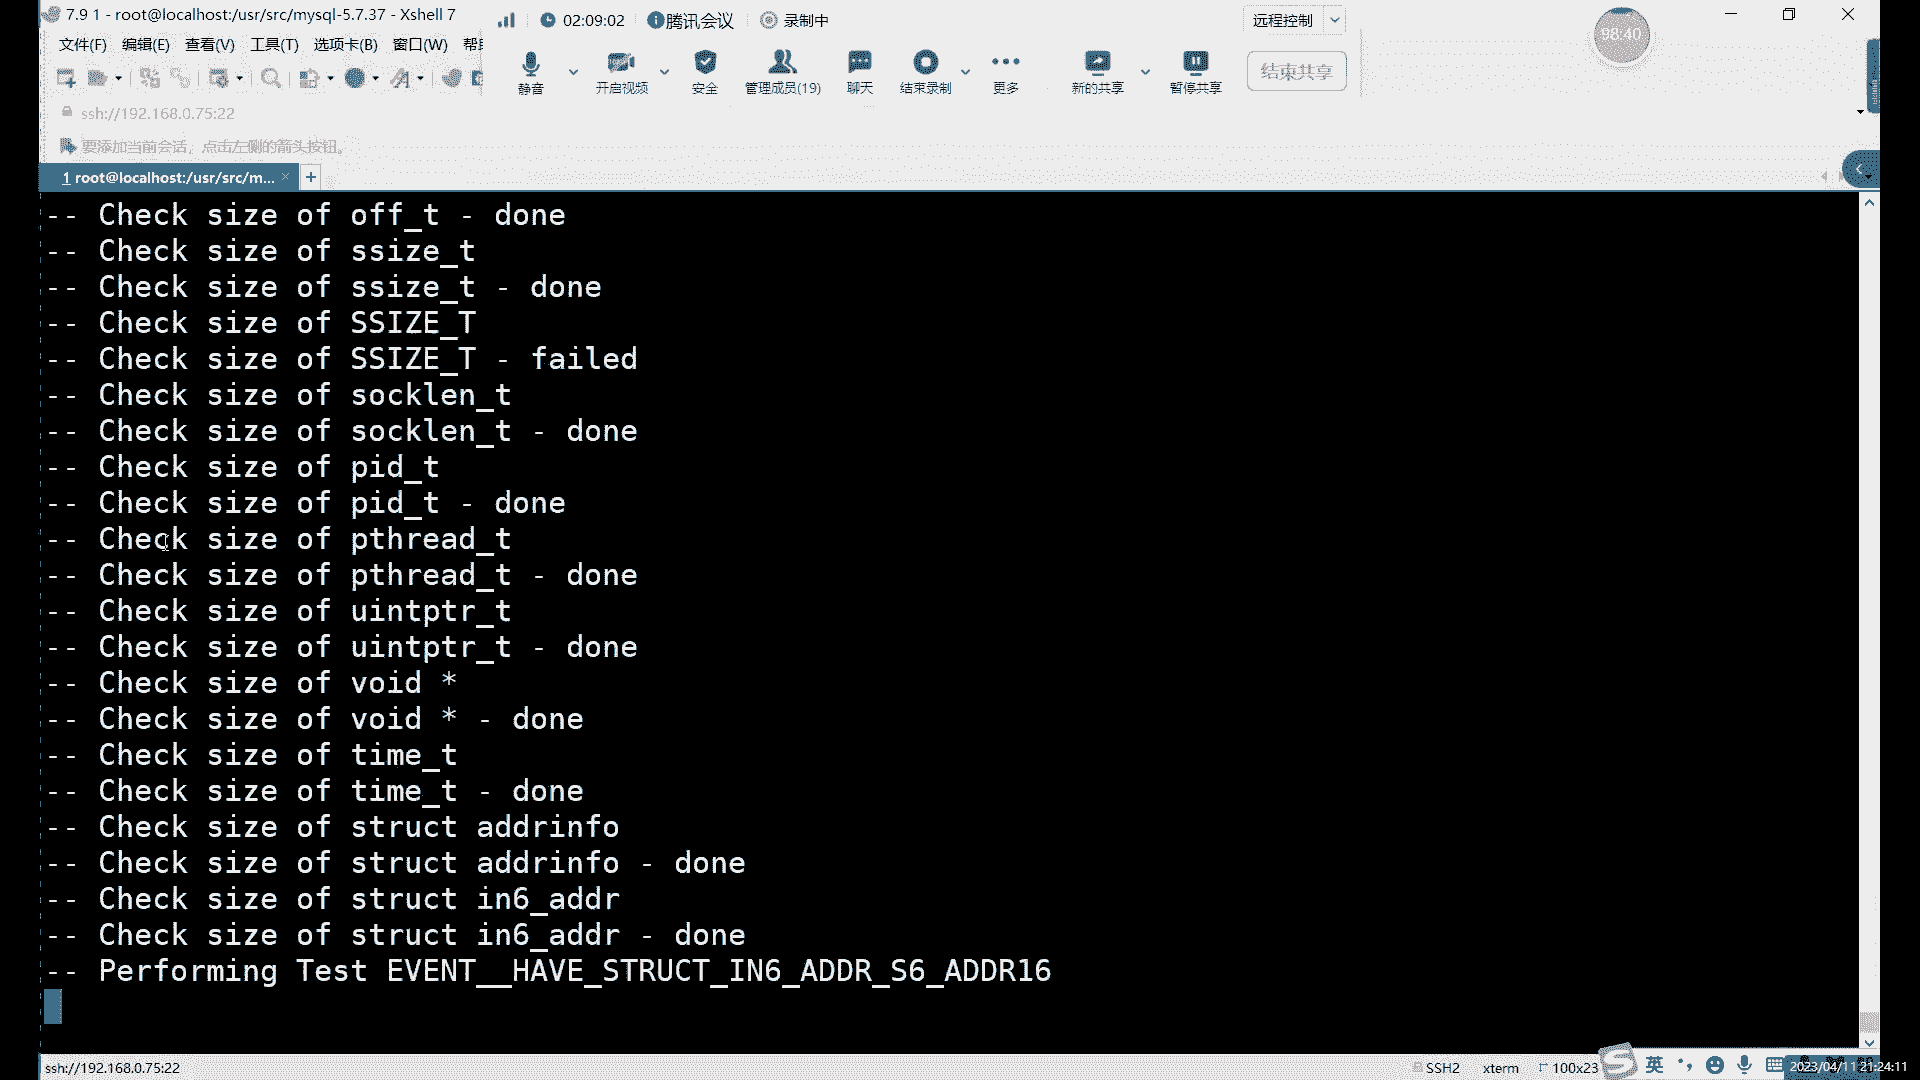 7.9 1 - root@localhost:/usr/src/mysql-5.7.37 - Xshell 7
02:09:02
腾讯会议
录制中
远程控制
98:40
文件(F) 编辑(E) 查看(V) 工具(T) 选项卡(B) 窗口(W) 帮
静音
开启视频
安全
管理成员(19)
聊天
结束录制
更多
新的共享
暂停共享
结束共享
ssh://192.168.0.75:22
要添加当前会话，点击左侧的箭头按钮。
1 root@localhost:/usr/src/m... × +
-- Check size of off_t - done
-- Check size of ssize_t
-- Check size of ssize_t - done
-- Check size of SSIZE_T
-- Check size of SSIZE_T - failed
-- Check size of socklen_t
-- Check size of socklen_t - done
-- Check size of pid_t
-- Check size of pid_t - done
-- Check size of pthread_t
-- Check size of pthread_t - done
-- Check size of uintptr_t
-- Check size of uintptr_t - done
-- Check size of void *
-- Check size of void * - done
-- Check size of time_t
-- Check size of time_t - done
-- Check size of struct addrinfo
-- Check size of struct addrinfo - done
-- Check size of struct in6_addr
-- Check size of struct in6_addr - done
-- Performing Test EVENT__HAVE_STRUCT_IN6_ADDR_S6_ADDR16
ssh://192.168.0.75:22
SSH2 xterm 100x23
英
2023/04/11 21:24:11